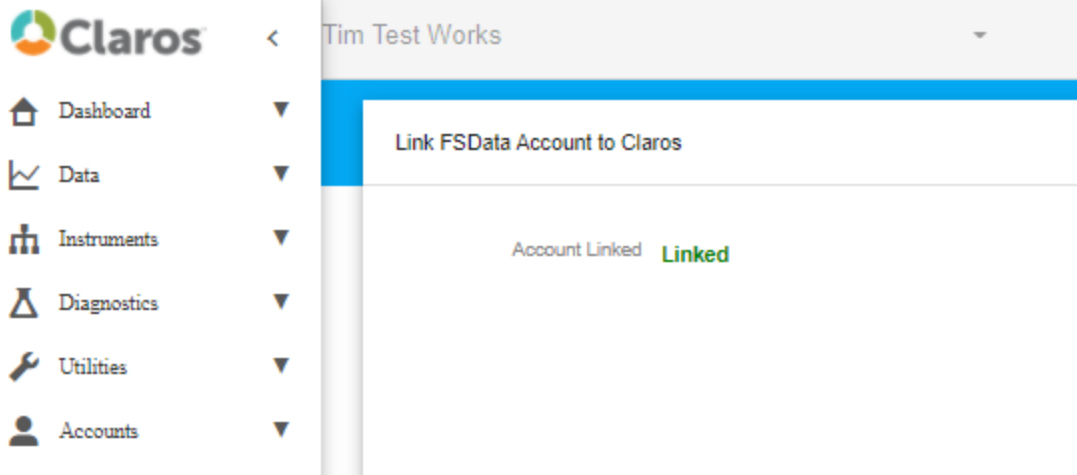 Claros
Tim Test Works
Dashboard
Data
Instruments
Diagnostics
Utilities
Accounts
Link FSData Account to Claros
Account Linked Linked